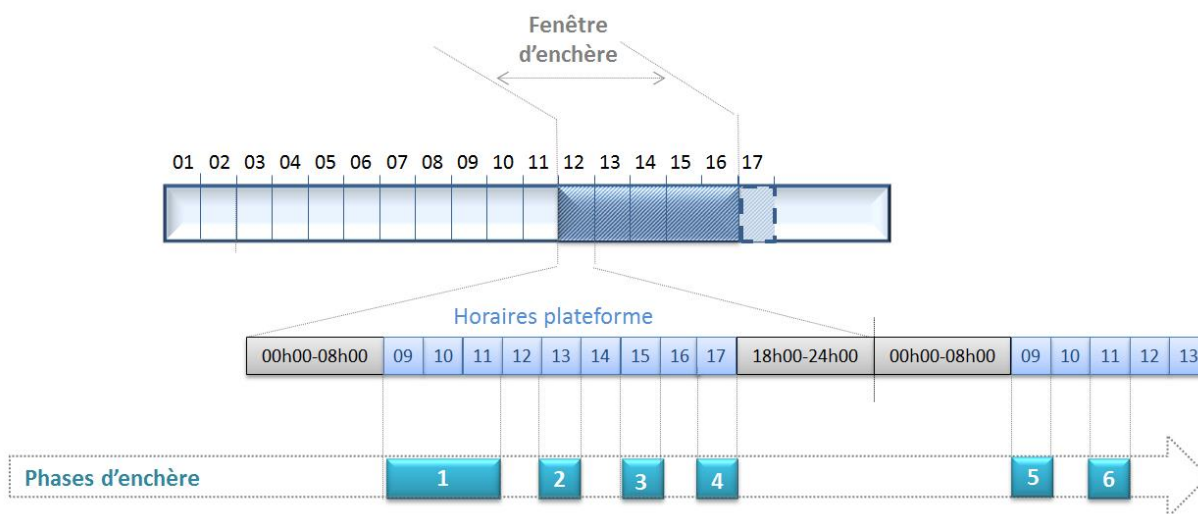 Fenêtre
d'enchère
01 02 03 04 05 06 07 08 09 10 11 12 13 14 15 16 17
Horaires plateforme
00h00-08h00 09 10 11 12 13 14 15 16 17 18h00-24h00 00h00-08h00 09 10 11 12 13
Phases d'enchère 1 2 3 4 5 6